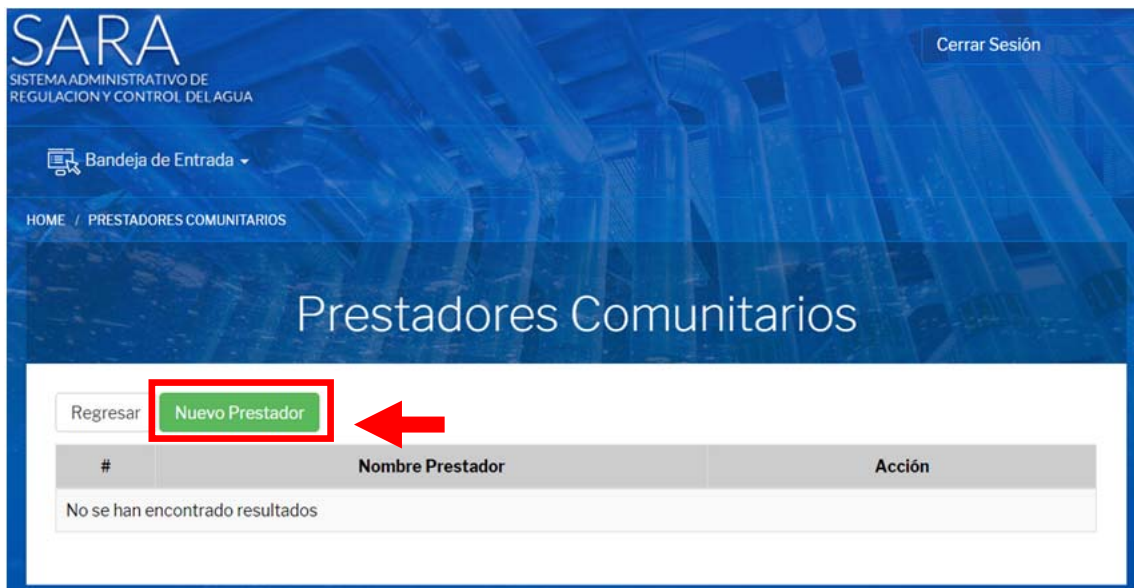 SARA
SISTEMA ADMINISTRATIVO DE
REGULACION Y CONTROL DEL AGUA
Cerrar Sesión
Bandeja de Entrada
HOME / PRESTADORES COMUNITARIOS
Prestadores Comunitarios
Regresar Nuevo Prestador
# Nombre Prestador Acción
No se han encontrado resultados